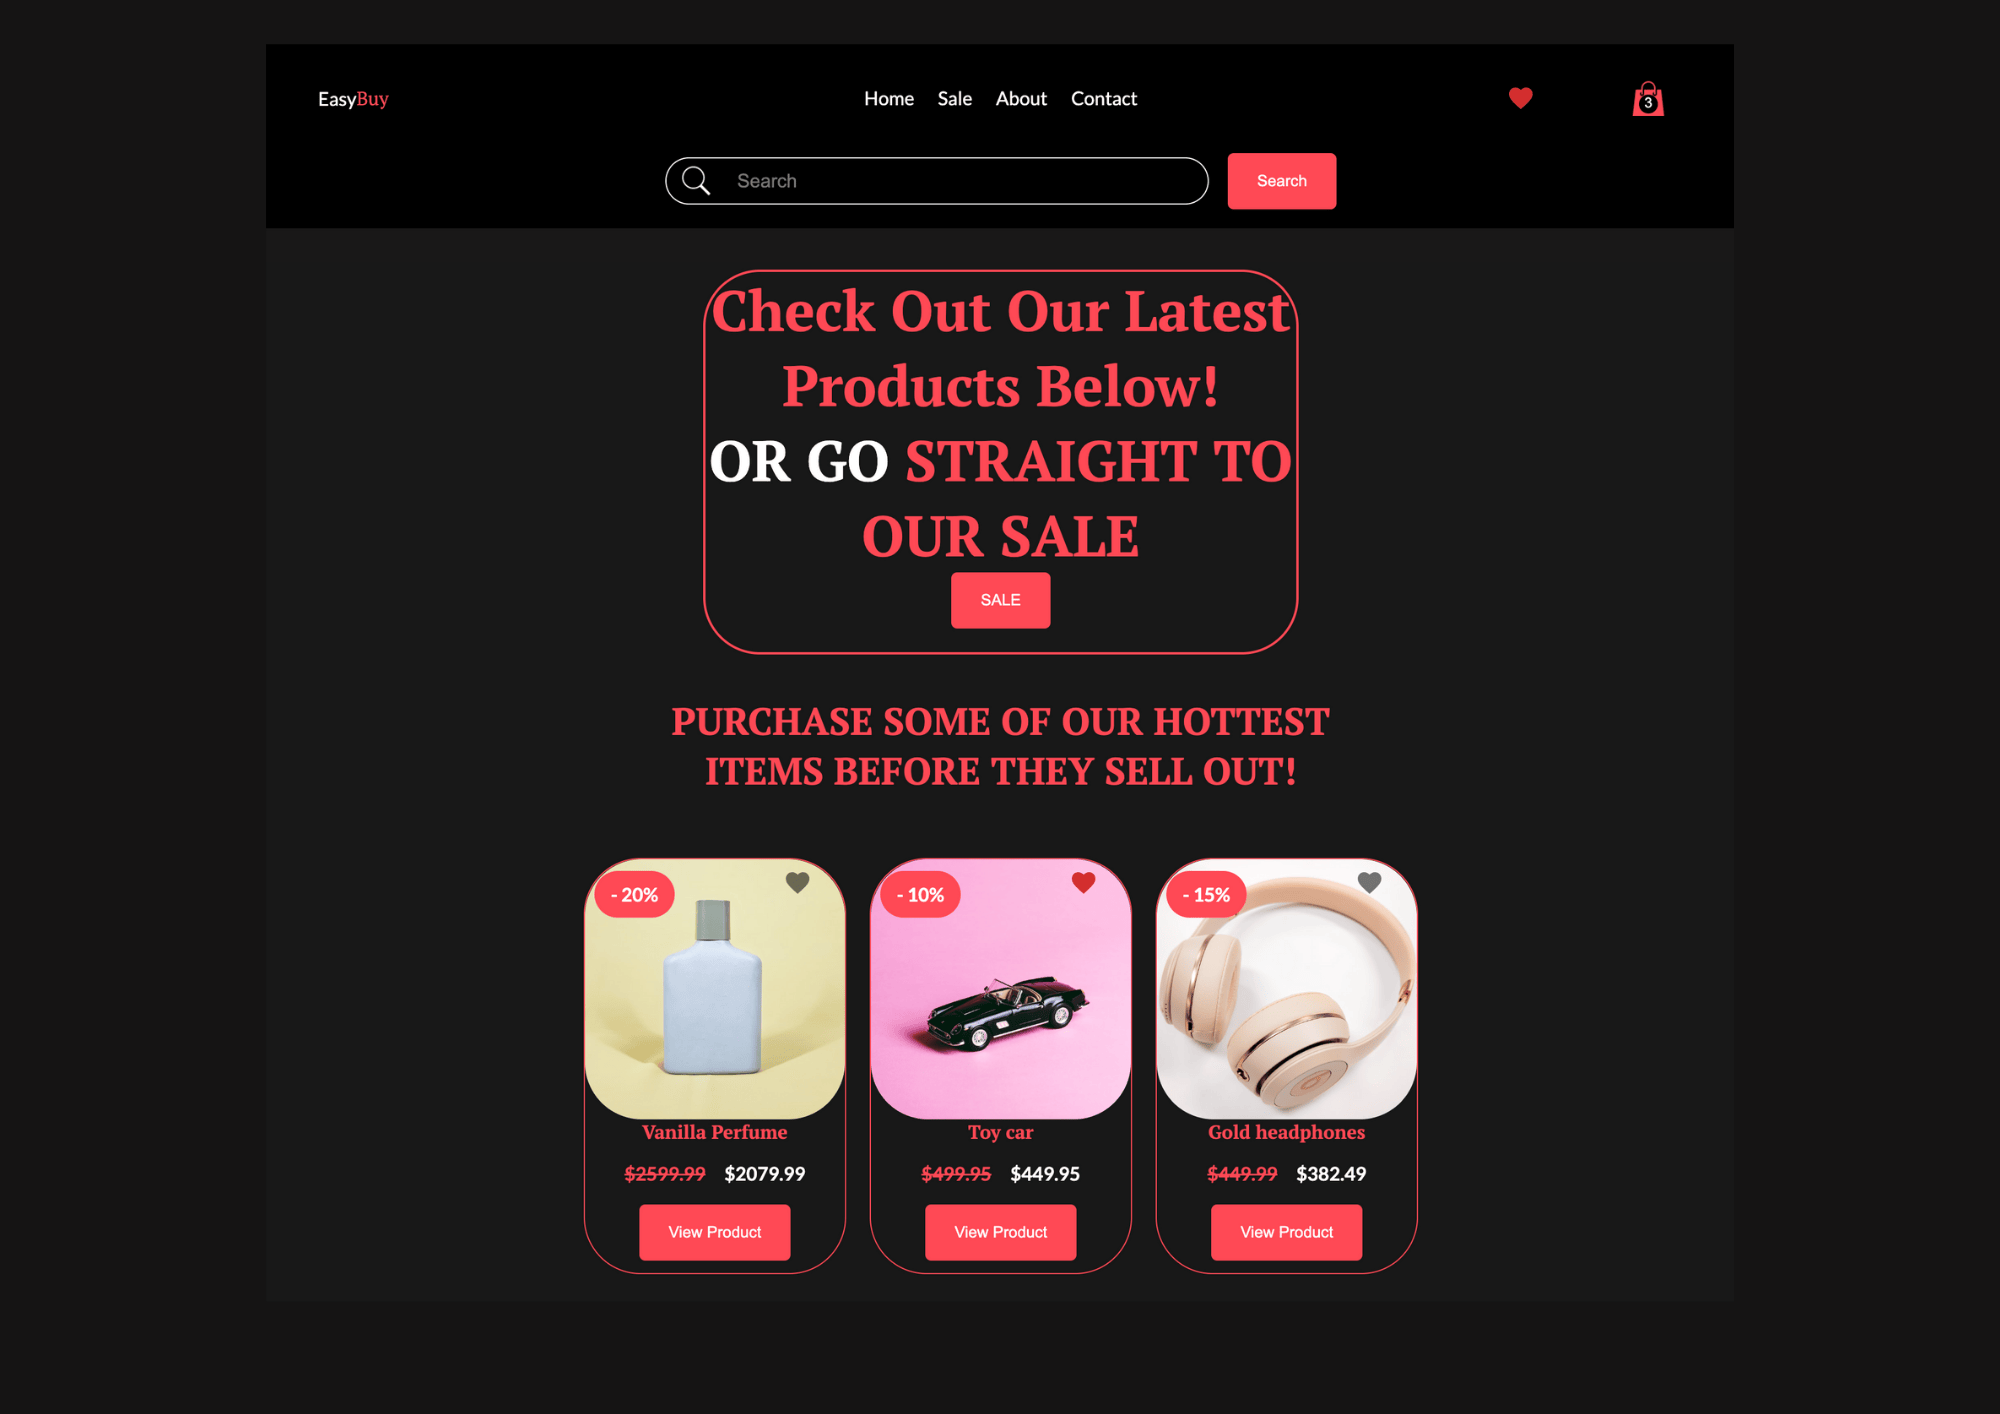 EasyBuy
Home Sale About Contact
3
Search
Search
Check Out Our Latest
Products Below!
OR GO STRAIGHT TO
OUR SALE
SALE
PURCHASE SOME OF OUR HOTTEST
ITEMS BEFORE THEY SELL OUT!
- 20%
Vanilla Perfume
$2599.99 $2079.99
View Product
- 10%
Toy car
$499.95 $449.95
View Product
- 15%
Gold headphones
$449.99 $382.49
View Product